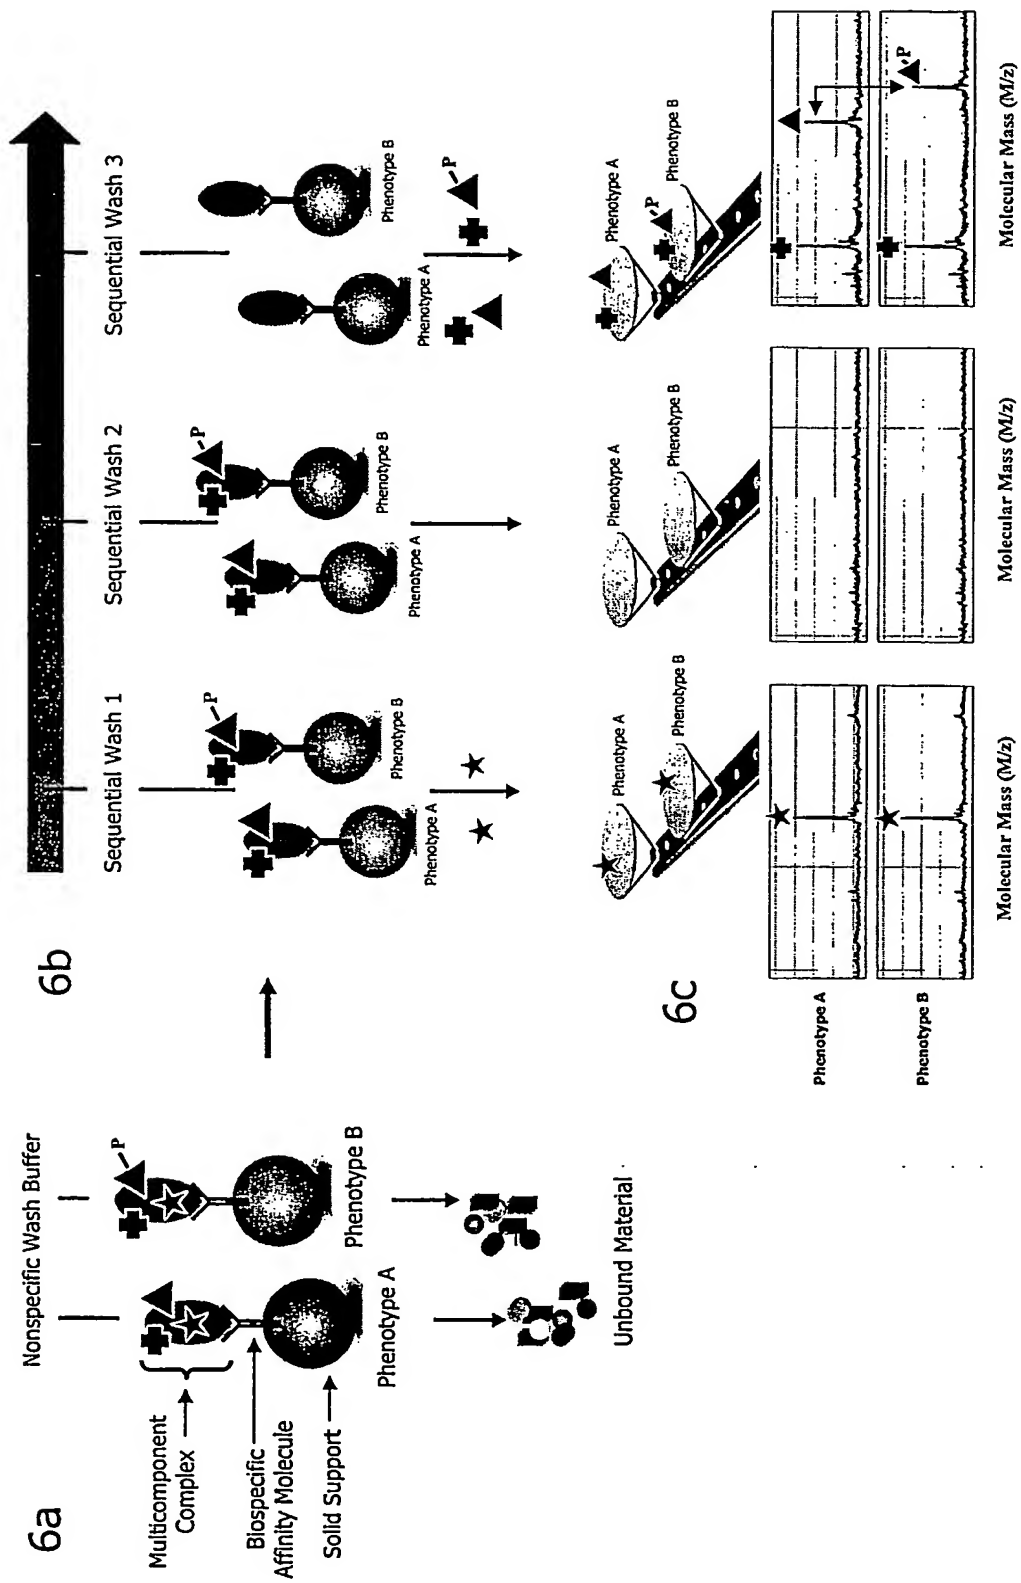 6a
Nonspecific Wash Buffer
Multicomponent
Complex
Biospecific
Affinity Molecule
Solid Support
P
Phenotype A
Phenotype B
Unbound Material
6b
Sequential Wash 1
Sequential Wash 2
Sequential Wash 3
P
Phenotype A
Phenotype B
P
Phenotype A
Phenotype B
Phenotype A
Phenotype B
P
6c
Phenotype A
Phenotype B
Phenotype A
Phenotype B
Phenotype A
P
Phenotype B
Phenotype A
Phenotype B
P
Molecular Mass (M/z)
Molecular Mass (M/z)
Molecular Mass (M/z)